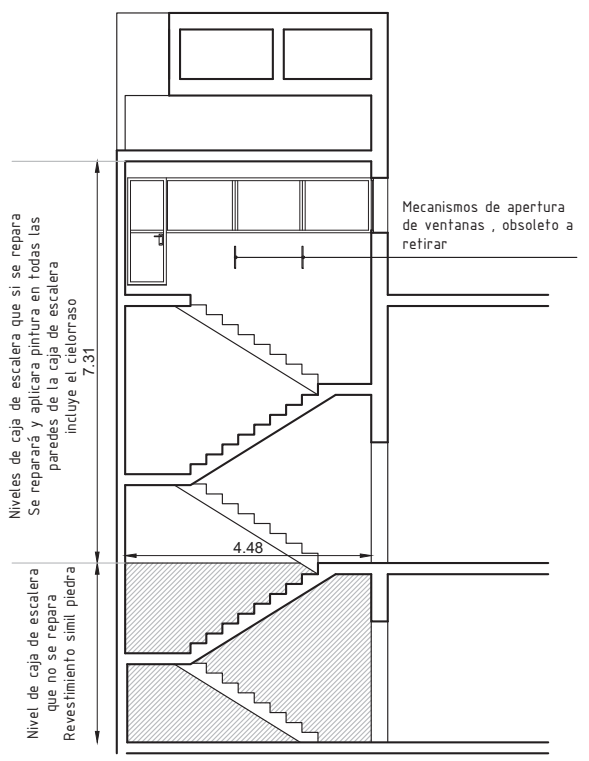 Mecanismos de apertura
de ventanas , obsoleto a
retirar
Niveles de caja de escalera que si se repara
Se reparará y aplicara pintura en todas las
paredes de la caja de escalera
incluye el cielorraso
7.31
4.48
Nivel de caja de escalera
que no se repara
Revestimiento simil piedra